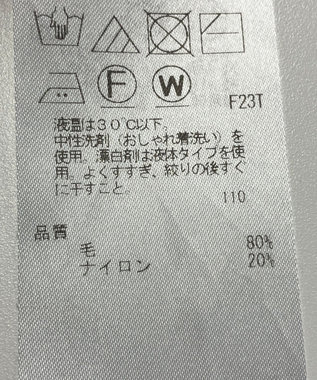 F W
F23T
液温は30℃以下。
中性洗剤（おしゃれ着洗い）を
使用。漂白剤は液体タイプを使
用。よくすすぎ、絞りの後すぐ
に干すこと。
110
品質
毛 80%
ナイロン 20%